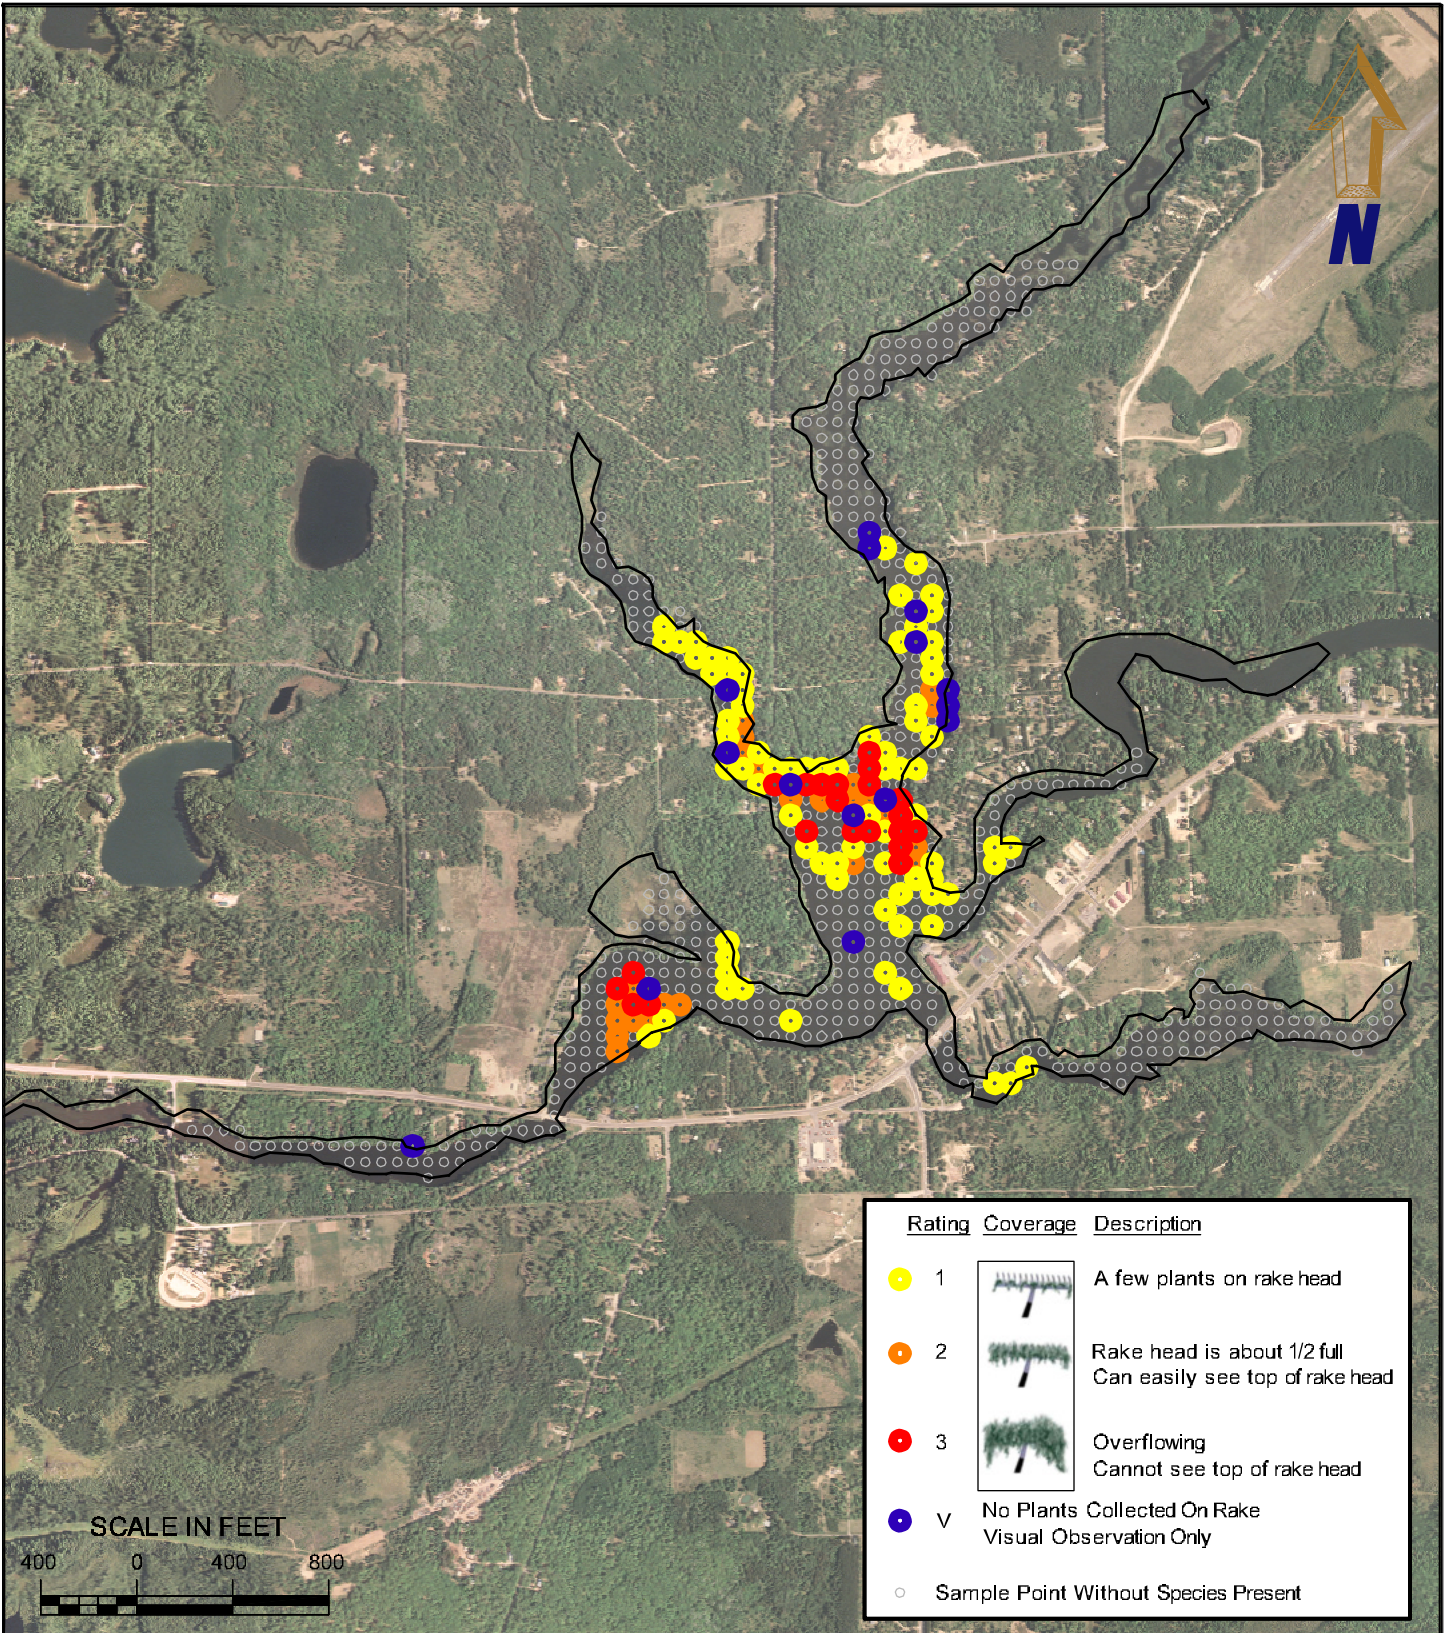 N
Rating Coverage Description
1 A few plants on rake head
2 Rake head is about 1/2 full
Can easily see top of rake head
3 Overflowing
Cannot see top of rake head
V No Plants Collected On Rake
Visual Observation Only
Sample Point Without Species Present
SCALE IN FEET
400 0 400 800